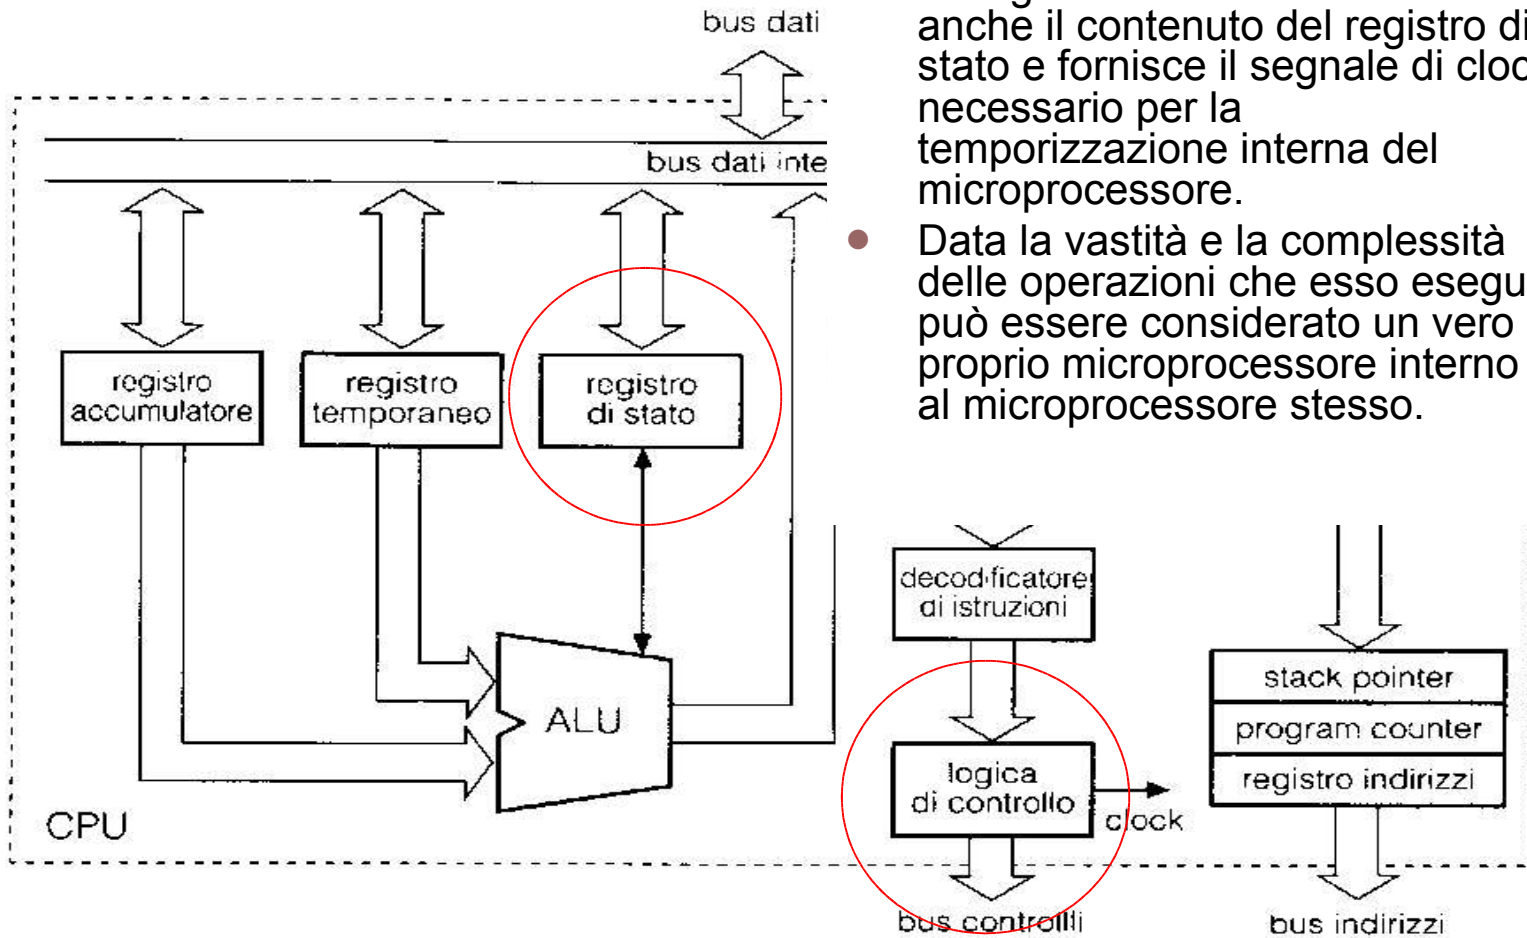 bus dati
anche il contenuto del registro di
stato e fornisce il segnale di cloc
necessario per la
temporizzazione interna del
microprocessore.
Data la vastità e la complessità
delle operazioni che esso esegu
può essere considerato un vero
proprio microprocessore interno
al microprocessore stesso.
bus dati inte
registro
accumulatore
registro
temporaneo
registro
di stato
ALU
CPU
decodificatore
di istruzioni
logica
di controllo
clock
bus controllli
stack pointer
program counter
registro indirizzi
bus indirizzi